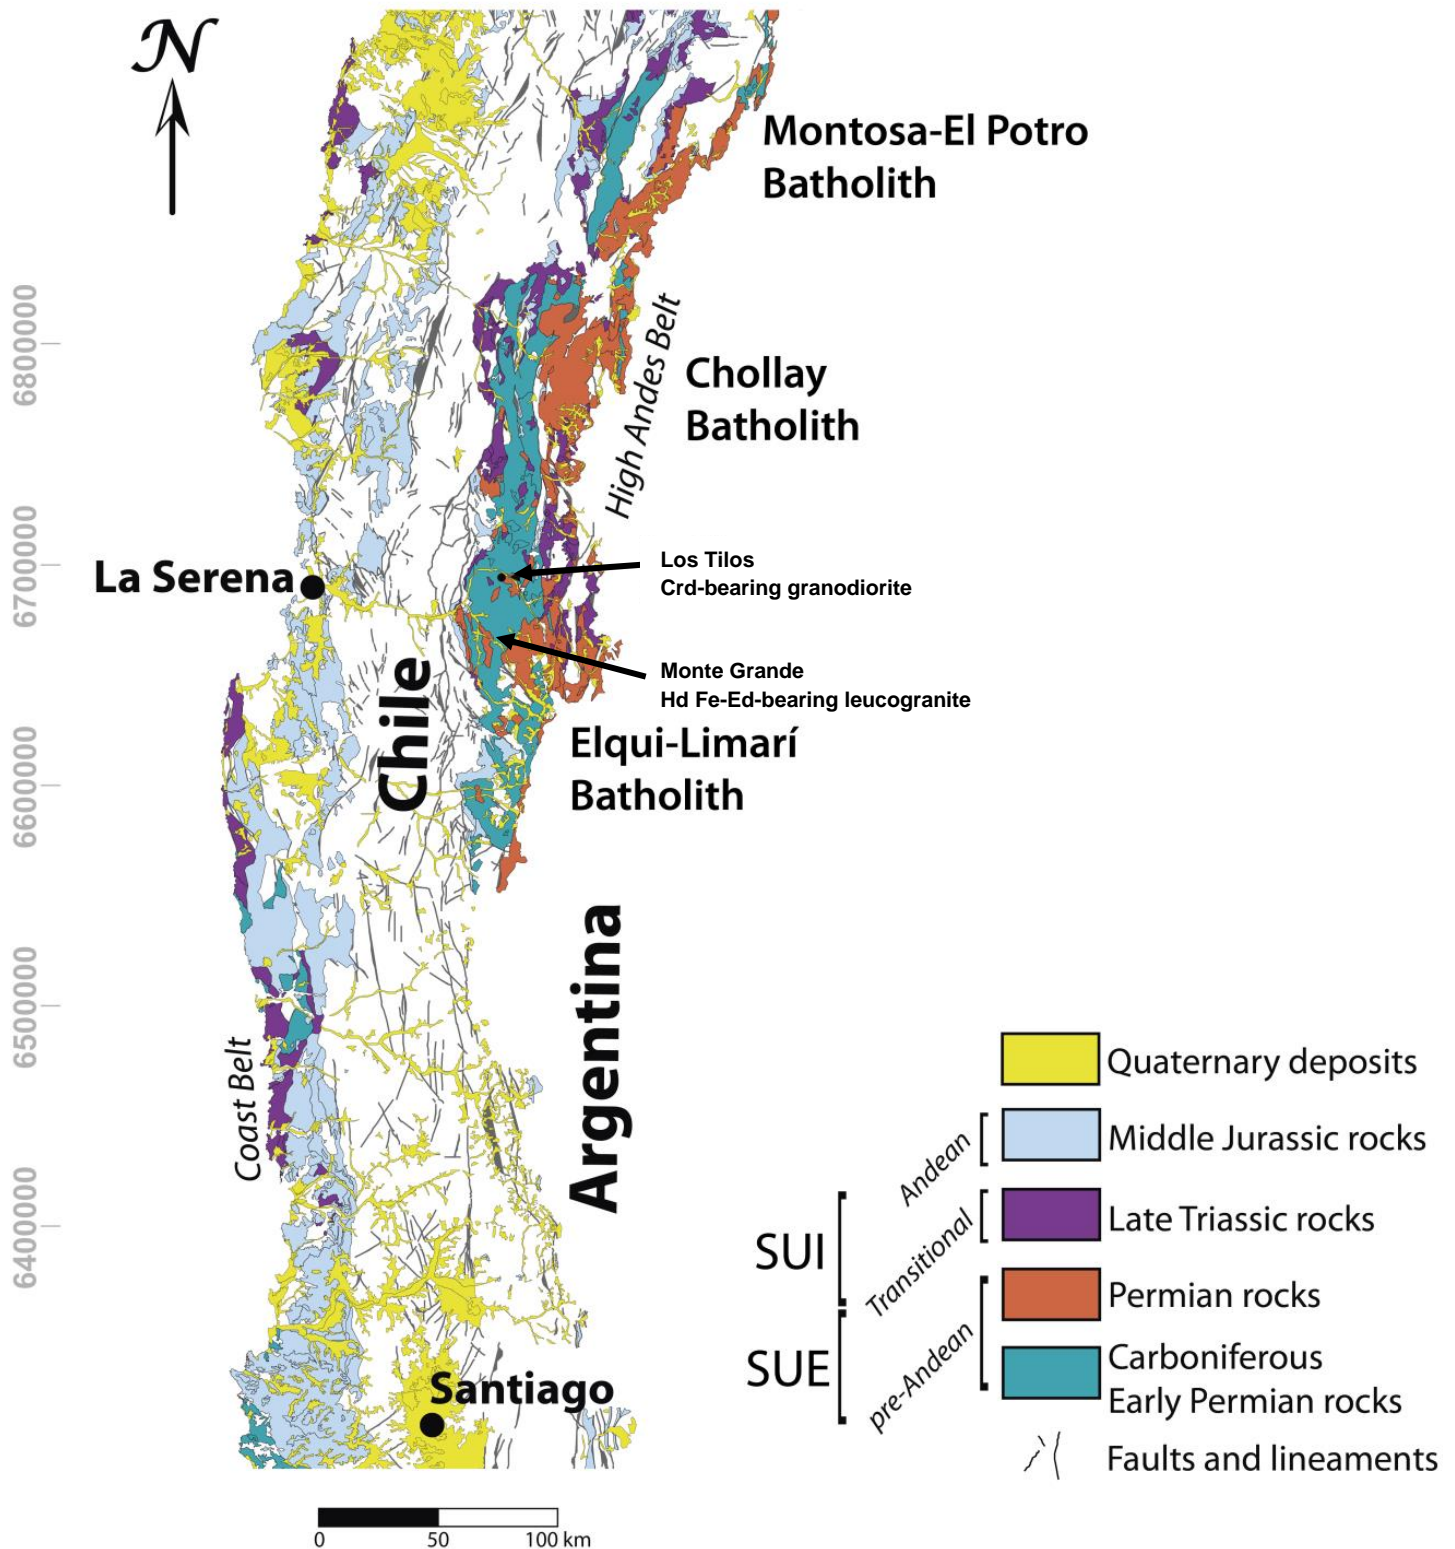 N
Montosa-El Potro
Batholith
6800000
High Andes Belt
Chollay
Batholith
6700000
La Serena
Los Tilos
Crd-bearing granodiorite
Monte Grande
Hd Fe-Ed-bearing leucogranite
Chile
6600000
Elqui-Limarí
Batholith
Argentina
6500000
Coast Belt
6400000
Santiago
Quaternary deposits
Andean
Middle Jurassic rocks
SUI
Transitional
Late Triassic rocks
Permian rocks
SUE
pre-Andean
Carboniferous
Early Permian rocks
Faults and lineaments
0 50 100 km